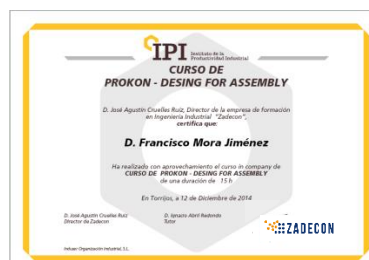 IPI Instituto de la
Productividad Industrial
CURSO DE
PROKON - DESING FOR ASSEMBLY
D. José Agustín Cruelles Ruiz, Director de la empresa de formación
en Ingeniería Industrial "Zadecon",
certifica que:
D. Francisco Mora Jiménez
Ha realizado con aprovechamiento el curso in company de
CURSO DE PROKON - DESING FOR ASSEMBLY
de una duración de 15 h
En Torrijos, a 12 de Diciembre de 2014
D. José Agustín Cruelles Ruiz
Director de Zadecon
D. Ignacio Abril Redondo
Tutor
ZADECON
Organización Industrial, S.L.